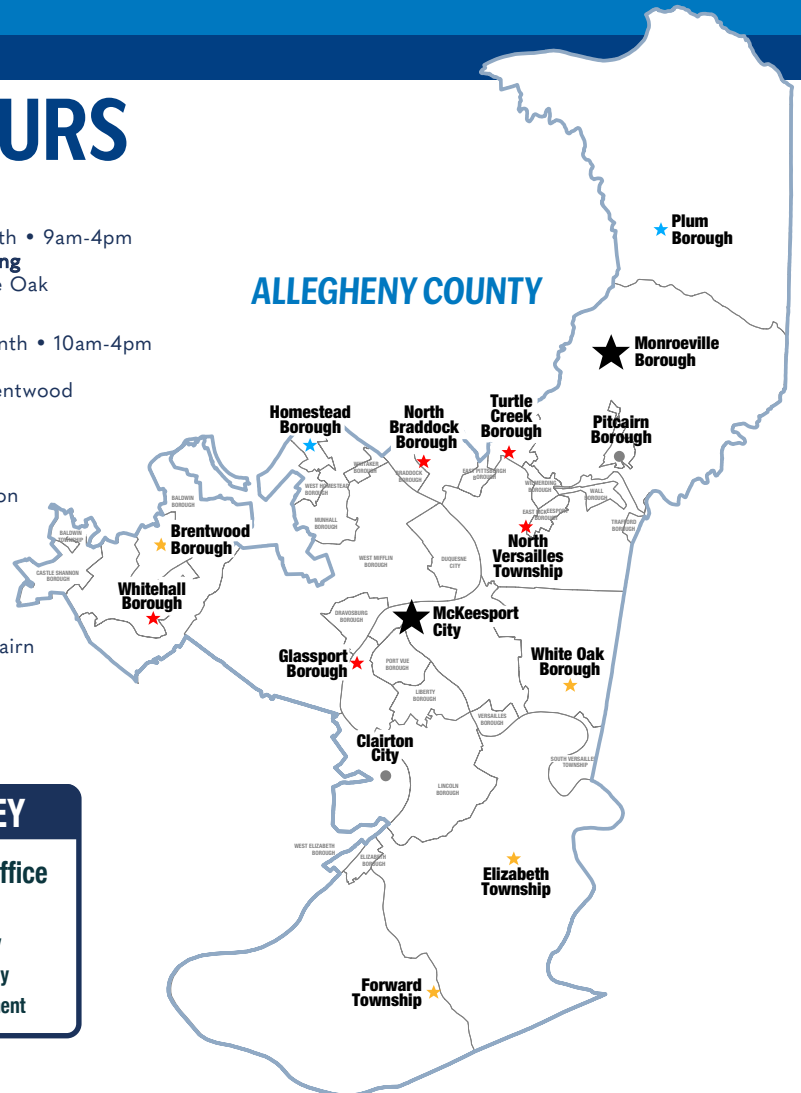 URS
th • 9am-4pm
ng
Oak
nth • 10am-4pm
entwood
on
airn
EY
ffice
y
ent
ALLEGHENY COUNTY
Plum
Borough
Monroeville
Borough
Pitcairn
Borough
Turtle
Creek
Borough
North
Braddock
Borough
Homestead
Borough
WHITAKER
BOROUGH
BRADDOCK
BOROUGH
EAST PITTSBURGH
BOROUGH
WEST HOMESTEAD
BOROUGH
WILMERDING
BOROUGH
WALL
BOROUGH
BALDWIN
BOROUGH
EAST MCKEESPORT
BOROUGH
TRAFFORD
BOROUGH
MUNHALL
BOROUGH
North
Versailles
Township
BALDWIN
TOWNSHIP
Brentwood
Borough
WEST MIFFLIN
BOROUGH
DUQUESNE
CITY
CASTLE SHANNON
BOROUGH
Whitehall
Borough
DRAVOSBURG
BOROUGH
McKeesport
City
Glassport
Borough
PORT VUE
BOROUGH
White Oak
Borough
LIBERTY
BOROUGH
VERSAILLES
BOROUGH
Clairton
City
SOUTH VERSAILLES
TOWNSHIP
LINCOLN
BOROUGH
WEST ELIZABETH
BOROUGH
ELIZABETH
BOROUGH
Elizabeth
Township
Forward
Township